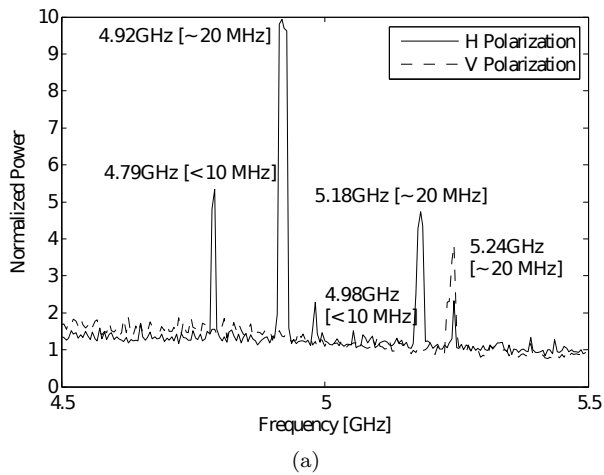 10
9
8
7
6
5
4
3
2
1
0
Normalized Power
4.92GHz [~20 MHz]
H Polarization
V Polarization
4.79GHz [<10 MHz]
5.18GHz [~20 MHz]
5.24GHz
[~20 MHz]
4.98GHz
[<10 MHz]
4.5
5
5.5
Frequency [GHz]
(a)